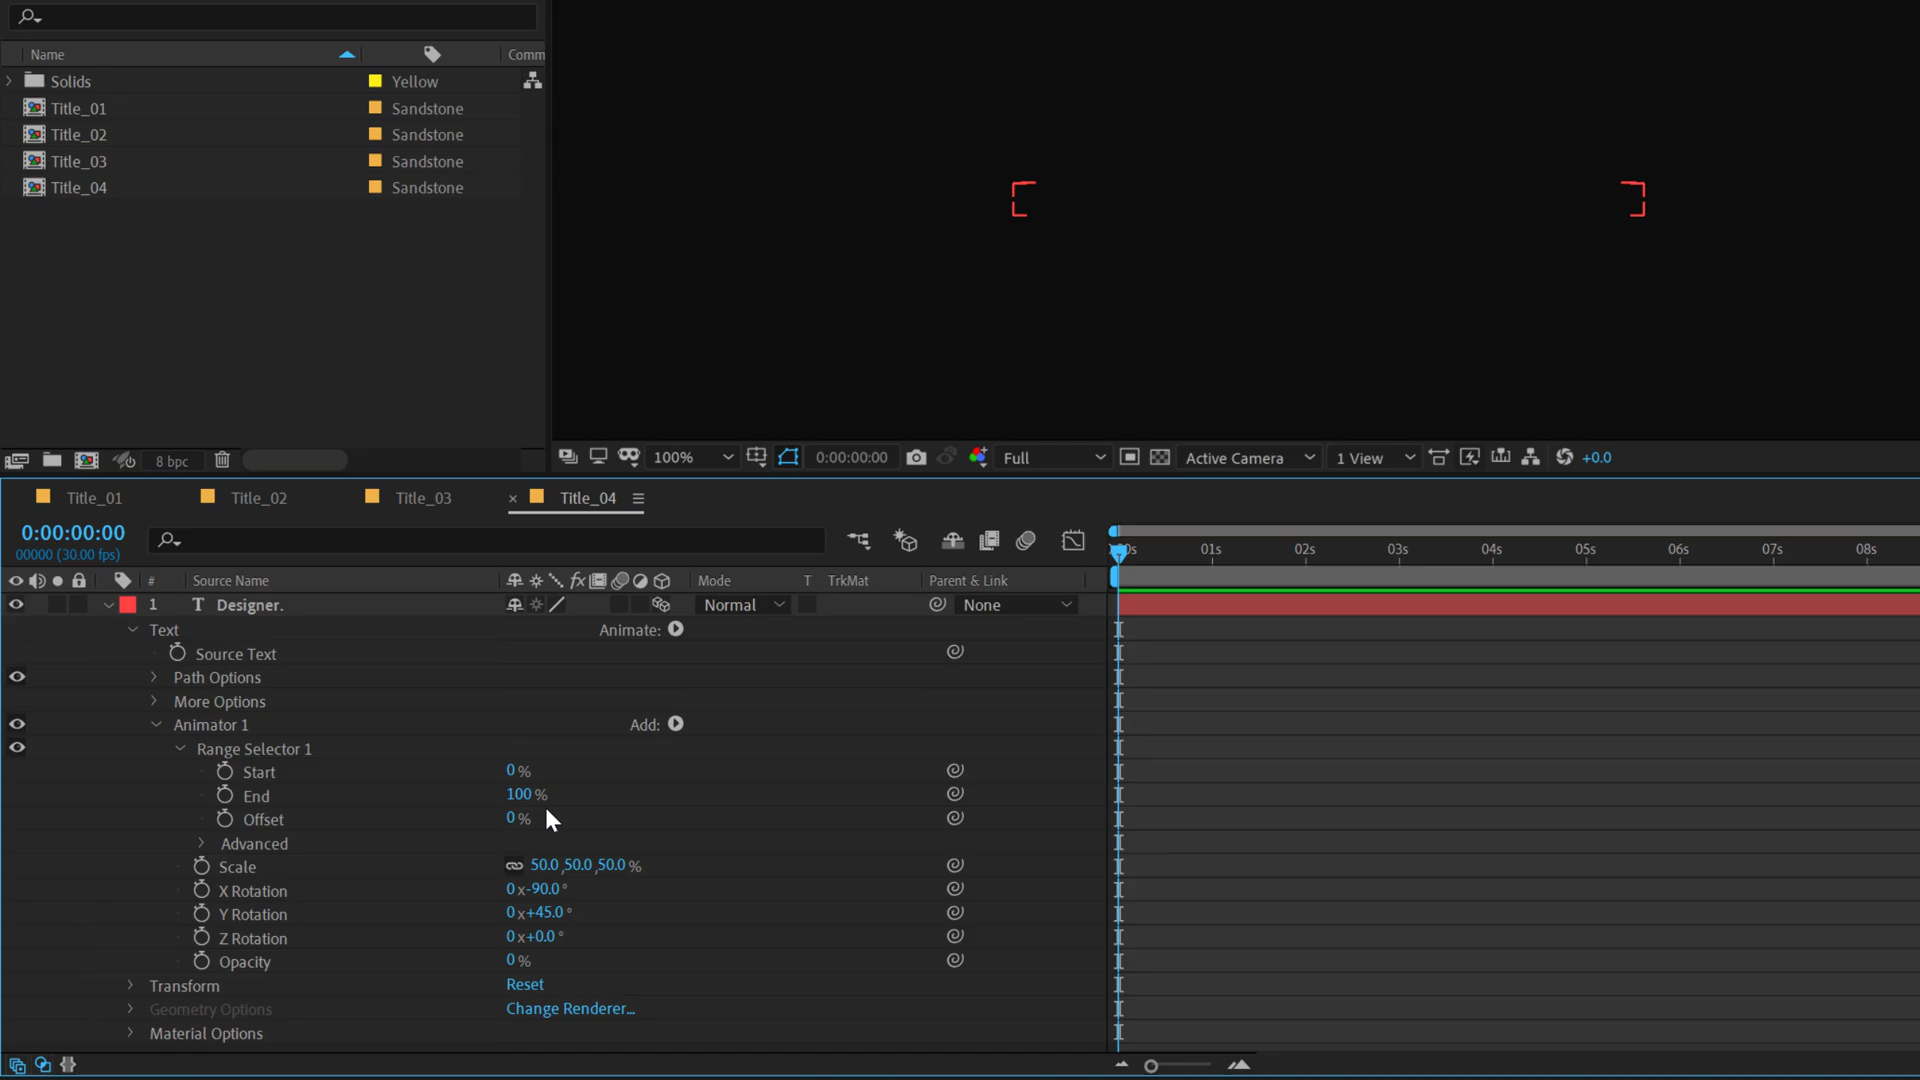 Name Comm
Solids Yellow
Title_01 Sandstone
Title_02 Sandstone
Title_03 Sandstone
Title_04 Sandstone
8 bpc
100% 0:00:00:00 Full Active Camera 1 View +0.0
Title_01 Title_02 Title_03 × Title_04
0:00:00:00
00000 (30.00 fps)
0s 01s 02s 03s 04s 05s 06s 07s 08s
# Source Name fx Mode T TrkMat Parent & Link
1 T Designer. Normal None
Text Animate:
Source Text
Path Options
More Options
Animator 1 Add:
Range Selector 1
Start 0 %
End 100 %
Offset 0 %
Advanced
Scale 50.0,50.0,50.0 %
X Rotation 0 x-90.0 °
Y Rotation 0 x+45.0 °
Z Rotation 0 x+0.0 °
Opacity 0 %
Transform Reset
Geometry Options Change Renderer...
Material Options